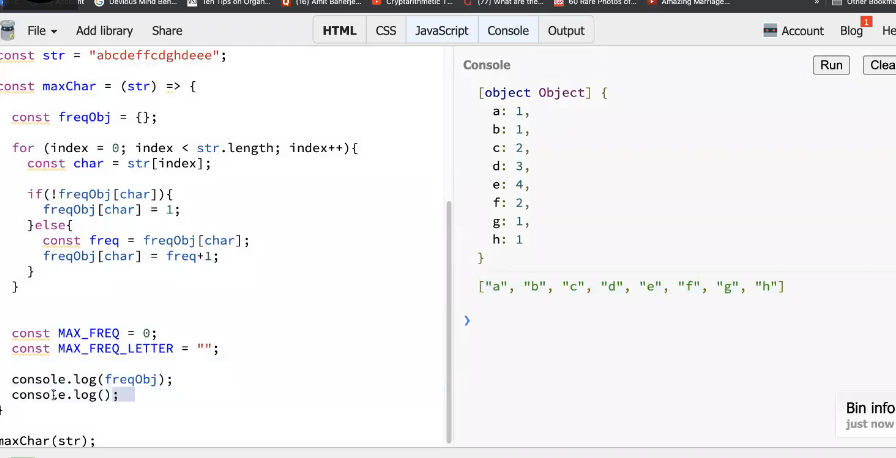 Devious Mind Ben...
Ten Tips on Organ...
(16) Amit Banerje...
Cryptarithmetic T...
(77) What are the...
60 Rare Photos of...
Amazing Marriage...
»
Other Bookmar
File
Add library
Share
HTML
CSS
JavaScript
Console
Output
Account
Blog
1
He
const str = "abcdeffcdghdeee";
const maxChar = (str) => {
const freqObj = {};
for (index = 0; index < str.length; index++){
const char = str[index];
if(!freqObj[char]){
freqObj[char] = 1;
}else{
const freq = freqObj[char];
freqObj[char] = freq+1;
}
}
const MAX_FREQ = 0;
const MAX_FREQ_LETTER = "";
console.log(freqObj);
console.log();
}
maxChar(str);
Console
Run
Clea
[object Object] {
a: 1,
b: 1,
c: 2,
d: 3,
e: 4,
f: 2,
g: 1,
h: 1
}
["a", "b", "c", "d", "e", "f", "g", "h"]
❯
Bin info
just now